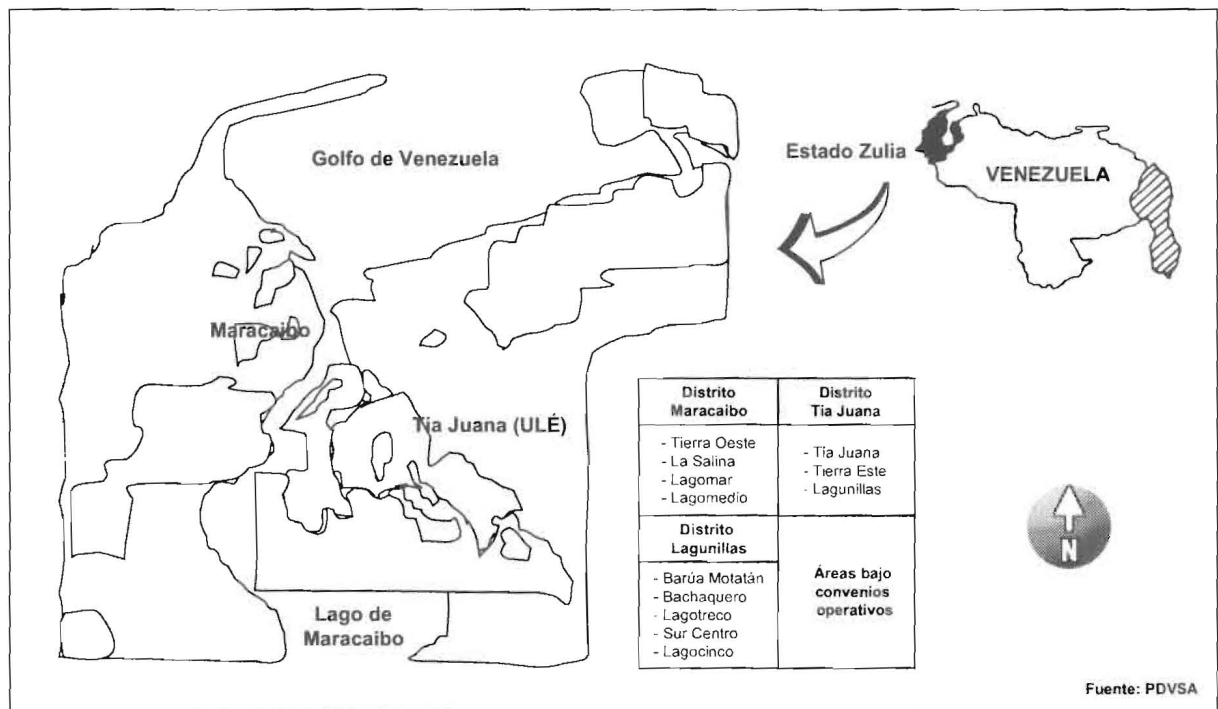 Golfo de Venezuela
Estado Zulia
VENEZUELA
Maracaibo
Tía Juana (ULÉ)
Lago de
Maracaibo
Distrito
Maracaibo
- Tierra Oeste
- La Salina
- Lagomar
- Lagomedio
Distrito
Tia Juana
- Tía Juana
- Tierra Este
- Lagunillas
Distrito
Lagunillas
- Barúa Motatán
- Bachaquero
- Lagotreco
- Sur Centro
- Lagocinco
Áreas bajo
convenios
operativos
N
Fuente: PDVSA